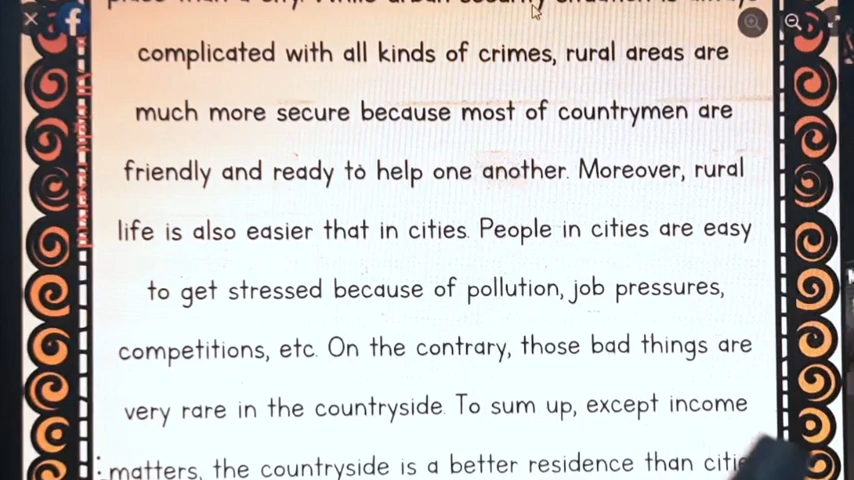 complicated with all kinds of crimes, rural areas are
much more secure because most of countrymen are
friendly and ready to help one another. Moreover, rural
life is also easier that in cities. People in cities are easy
to get stressed because of pollution, job pressures,
competitions, etc. On the contrary, those bad things are
very rare in the countryside. To sum up, except income
matters, the countryside is a better residence than